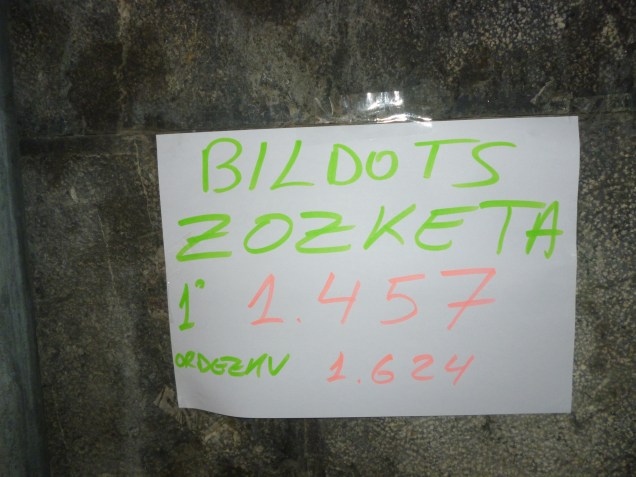 BILDOTS
ZOZKETA
1° 1.457
ORDEZKU 1.624